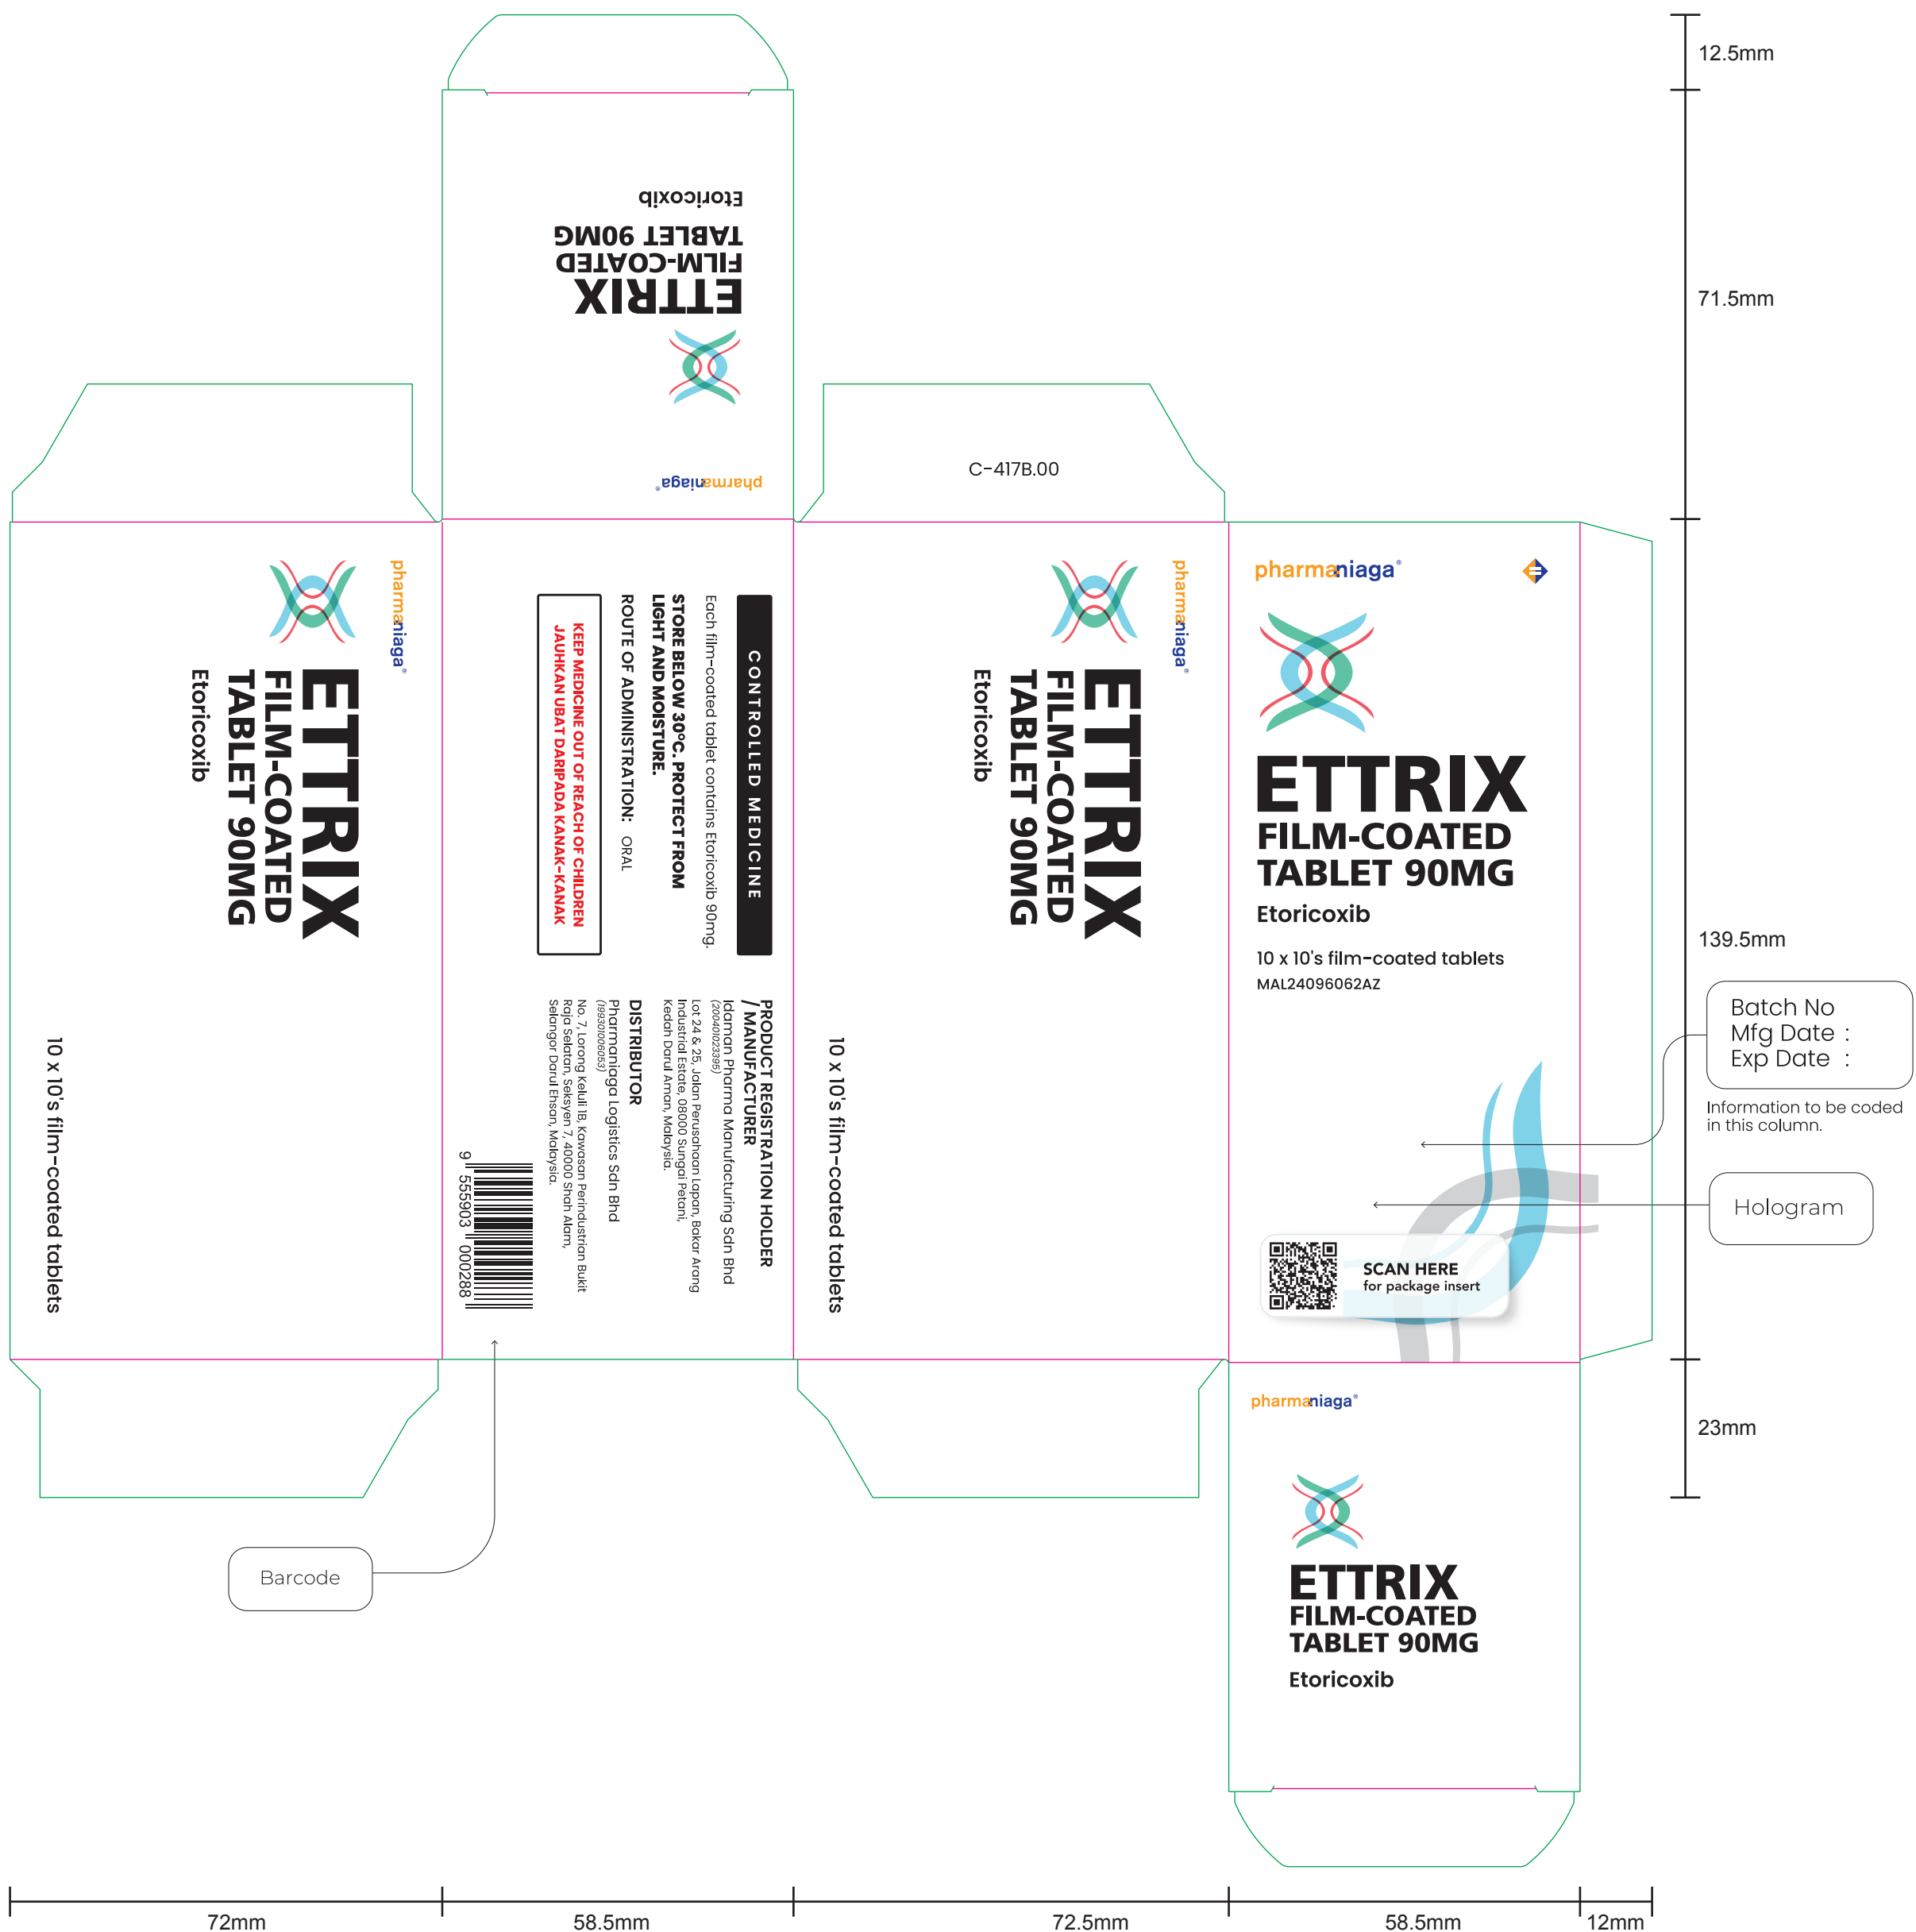 12.5mm
71.5mm
139.5mm
23mm
Etoricoxib
TABLET 90MG
FILM-COATED
ETTRIX
pharmaniaga®
C-417B.00
pharmaniaga®
ETTRIX
FILM-COATED
TABLET 90MG
Etoricoxib
10 x 10's film-coated tablets
CONTROLLED MEDICINE
Each film-coated tablet contains Etoricoxib 90mg.
STORE BELOW 30°C. PROTECT FROM
LIGHT AND MOISTURE.
ROUTE OF ADMINISTRATION: ORAL
KEEP MEDICINE OUT OF REACH OF CHILDREN
JAUHKAN UBAT DARIPADA KANAK-KANAK
PRODUCT REGISTRATION HOLDER
/ MANUFACTURER
Idaman Pharma Manufacturing Sdn Bhd
(200401023395)
Lot 24 & 25, Jalan Perusahaan Lapan, Bakar Arang
Industrial Estate, 08000 Sungai Petani,
Kedah Darul Aman, Malaysia.
DISTRIBUTOR
Pharmaniaga Logistics Sdn Bhd
(199301006053)
No. 7, Lorong Keluli 1B, Kawasan Perindustrian Bukit
Raja Selatan, Seksyen 7, 40000 Shah Alam,
Selangor Darul Ehsan, Malaysia.
9 555903 000288
Barcode
pharmaniaga®
ETTRIX
FILM-COATED
TABLET 90MG
Etoricoxib
10 x 10's film-coated tablets
pharmaniaga®
ETTRIX
FILM-COATED
TABLET 90MG
Etoricoxib
10 x 10's film-coated tablets
MAL24096062AZ
SCAN HERE
for package insert
Batch No
Mfg Date :
Exp Date :
Information to be coded
in this column.
Hologram
pharmaniaga®
ETTRIX
FILM-COATED
TABLET 90MG
Etoricoxib
72mm
58.5mm
72.5mm
58.5mm
12mm